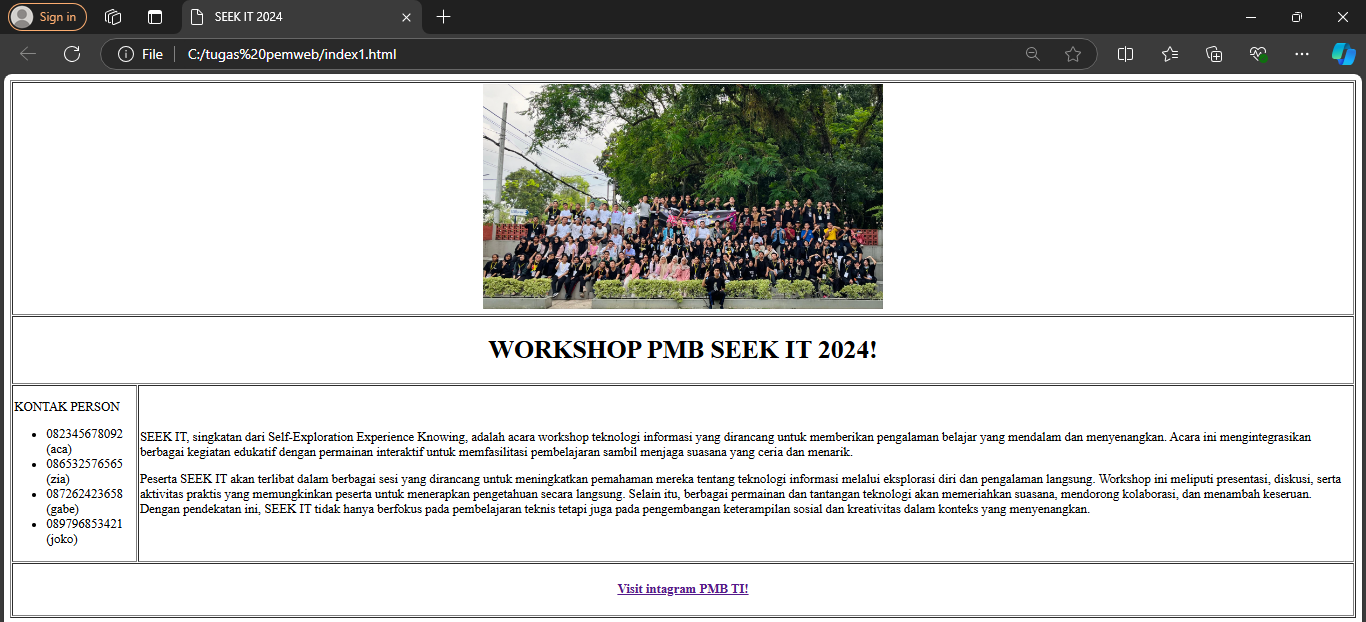 Sign in
SEEK IT 2024
File
C:/tugas%20pemweb/index1.html
WORKSHOP PMB SEEK IT 2024!
KONTAK PERSON
082345678092
(aca)
086532576565
(zia)
087262423658
(gabe)
089796853421
(joko)
SEEK IT, singkatan dari Self-Exploration Experience Knowing, adalah acara workshop teknologi informasi yang dirancang untuk memberikan pengalaman belajar yang mendalam dan menyenangkan. Acara ini mengintegrasikan
berbagai kegiatan edukatif dengan permainan interaktif untuk memfasilitasi pembelajaran sambil menjaga suasana yang ceria dan menarik.
Peserta SEEK IT akan terlibat dalam berbagai sesi yang dirancang untuk meningkatkan pemahaman mereka tentang teknologi informasi melalui eksplorasi diri dan pengalaman langsung. Workshop ini meliputi presentasi, diskusi, serta
aktivitas praktis yang memungkinkan peserta untuk menerapkan pengetahuan secara langsung. Selain itu, berbagai permainan dan tantangan teknologi akan memeriahkan suasana, mendorong kolaborasi, dan menambah keseruan.
Dengan pendekatan ini, SEEK IT tidak hanya berfokus pada pembelajaran teknis tetapi juga pada pengembangan keterampilan sosial dan kreativitas dalam konteks yang menyenangkan.
Visit intagram PMB TI!